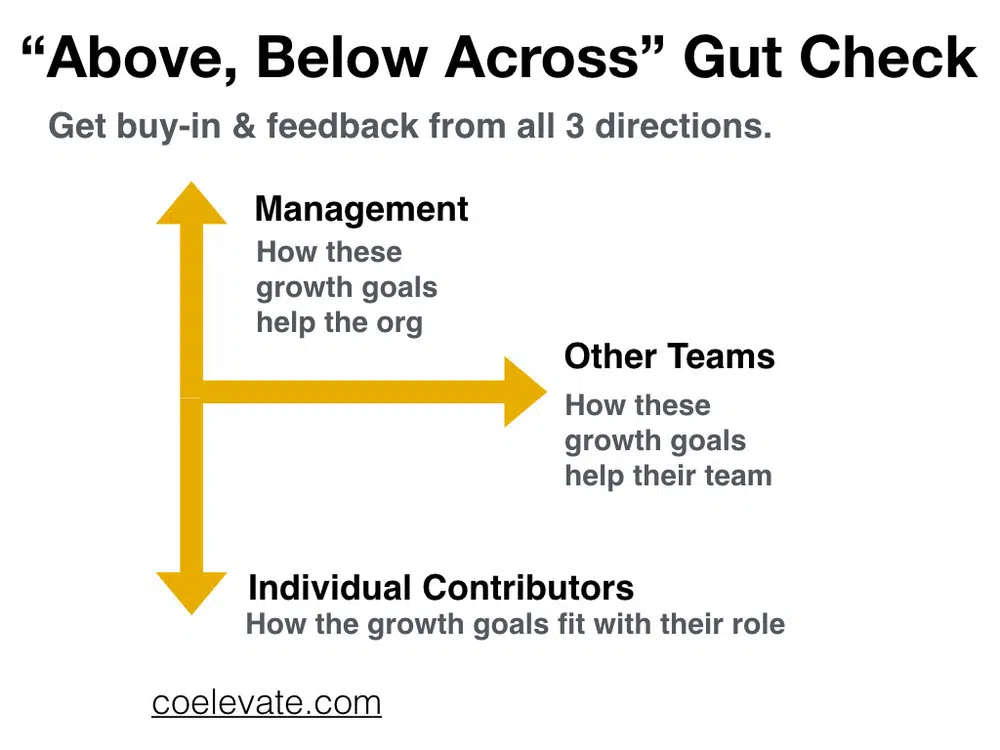 “Above, Below Across” Gut Check
Get buy-in & feedback from all 3 directions.
Management
How these
growth goals
help the org
Other Teams
How these
growth goals
help their team
Individual Contributors
How the growth goals fit with their role
coelevate.com